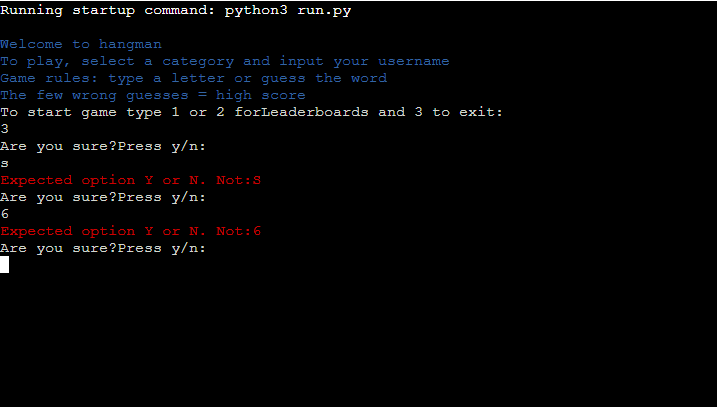 Running startup command: python3 run.py
Welcome to hangman
To play, select a category and input your username
Game rules: type a letter or guess the word
The few wrong guesses = high score
To start game type 1 or 2 forLeaderboards and 3 to exit:
3
Are you sure?Press y/n:
s
Expected option Y or N. Not:S
Are you sure?Press y/n:
6
Expected option Y or N. Not:6
Are you sure?Press y/n: